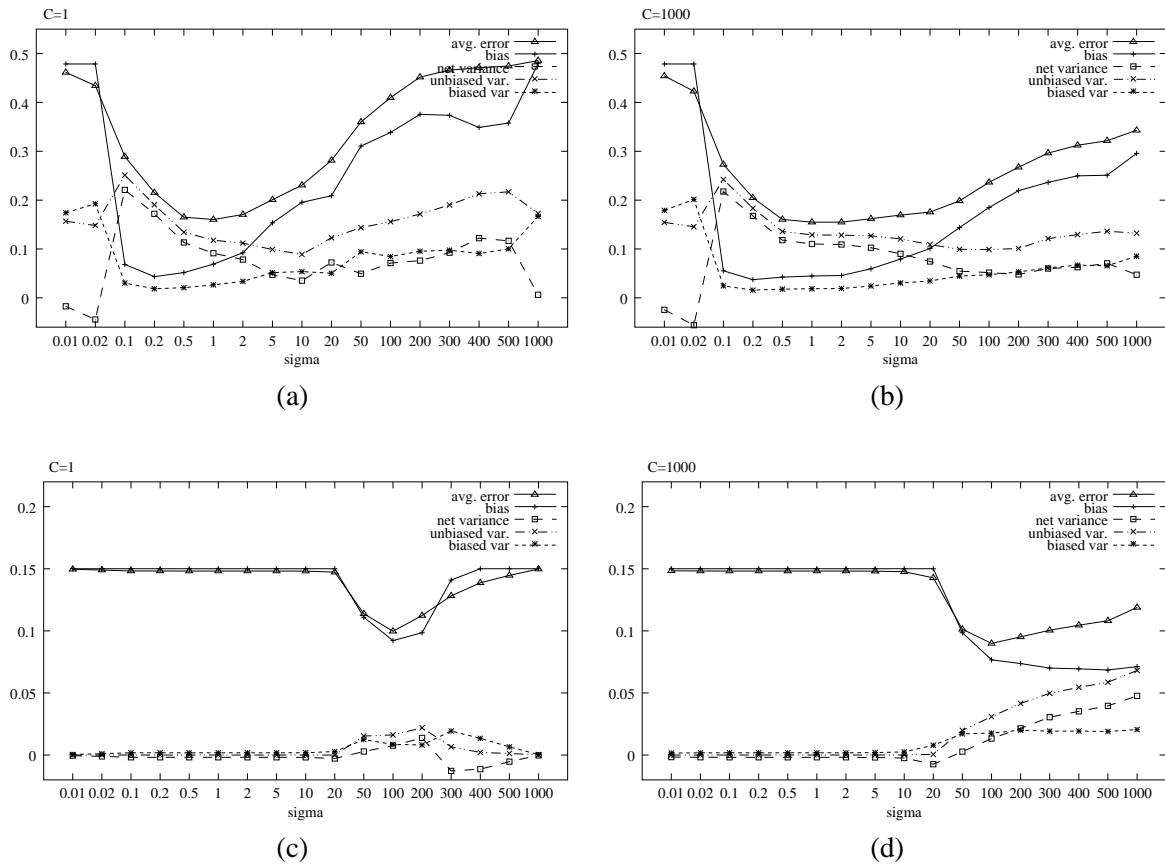 C=1
0.5
0.4
0.3
0.2
0.1
0
avg. error
bias
net variance
unbiased var.
biased var
0.01 0.02 0.1 0.2 0.5 1 2 5 10 20 50 100 200 300 400 500 1000
sigma
(a)
C=1000
0.5
0.4
0.3
0.2
0.1
0
avg. error
bias
net variance
unbiased var.
biased var
0.01 0.02 0.1 0.2 0.5 1 2 5 10 20 50 100 200 300 400 500 1000
sigma
(b)
C=1
0.2
0.15
0.1
0.05
0
avg. error
bias
net variance
unbiased var.
biased var
0.01 0.02 0.1 0.2 0.5 1 2 5 10 20 50 100 200 300 400 500 1000
sigma
(c)
C=1000
0.2
0.15
0.1
0.05
0
avg. error
bias
net variance
unbiased var.
biased var
0.01 0.02 0.1 0.2 0.5 1 2 5 10 20 50 100 200 300 400 500 1000
sigma
(d)